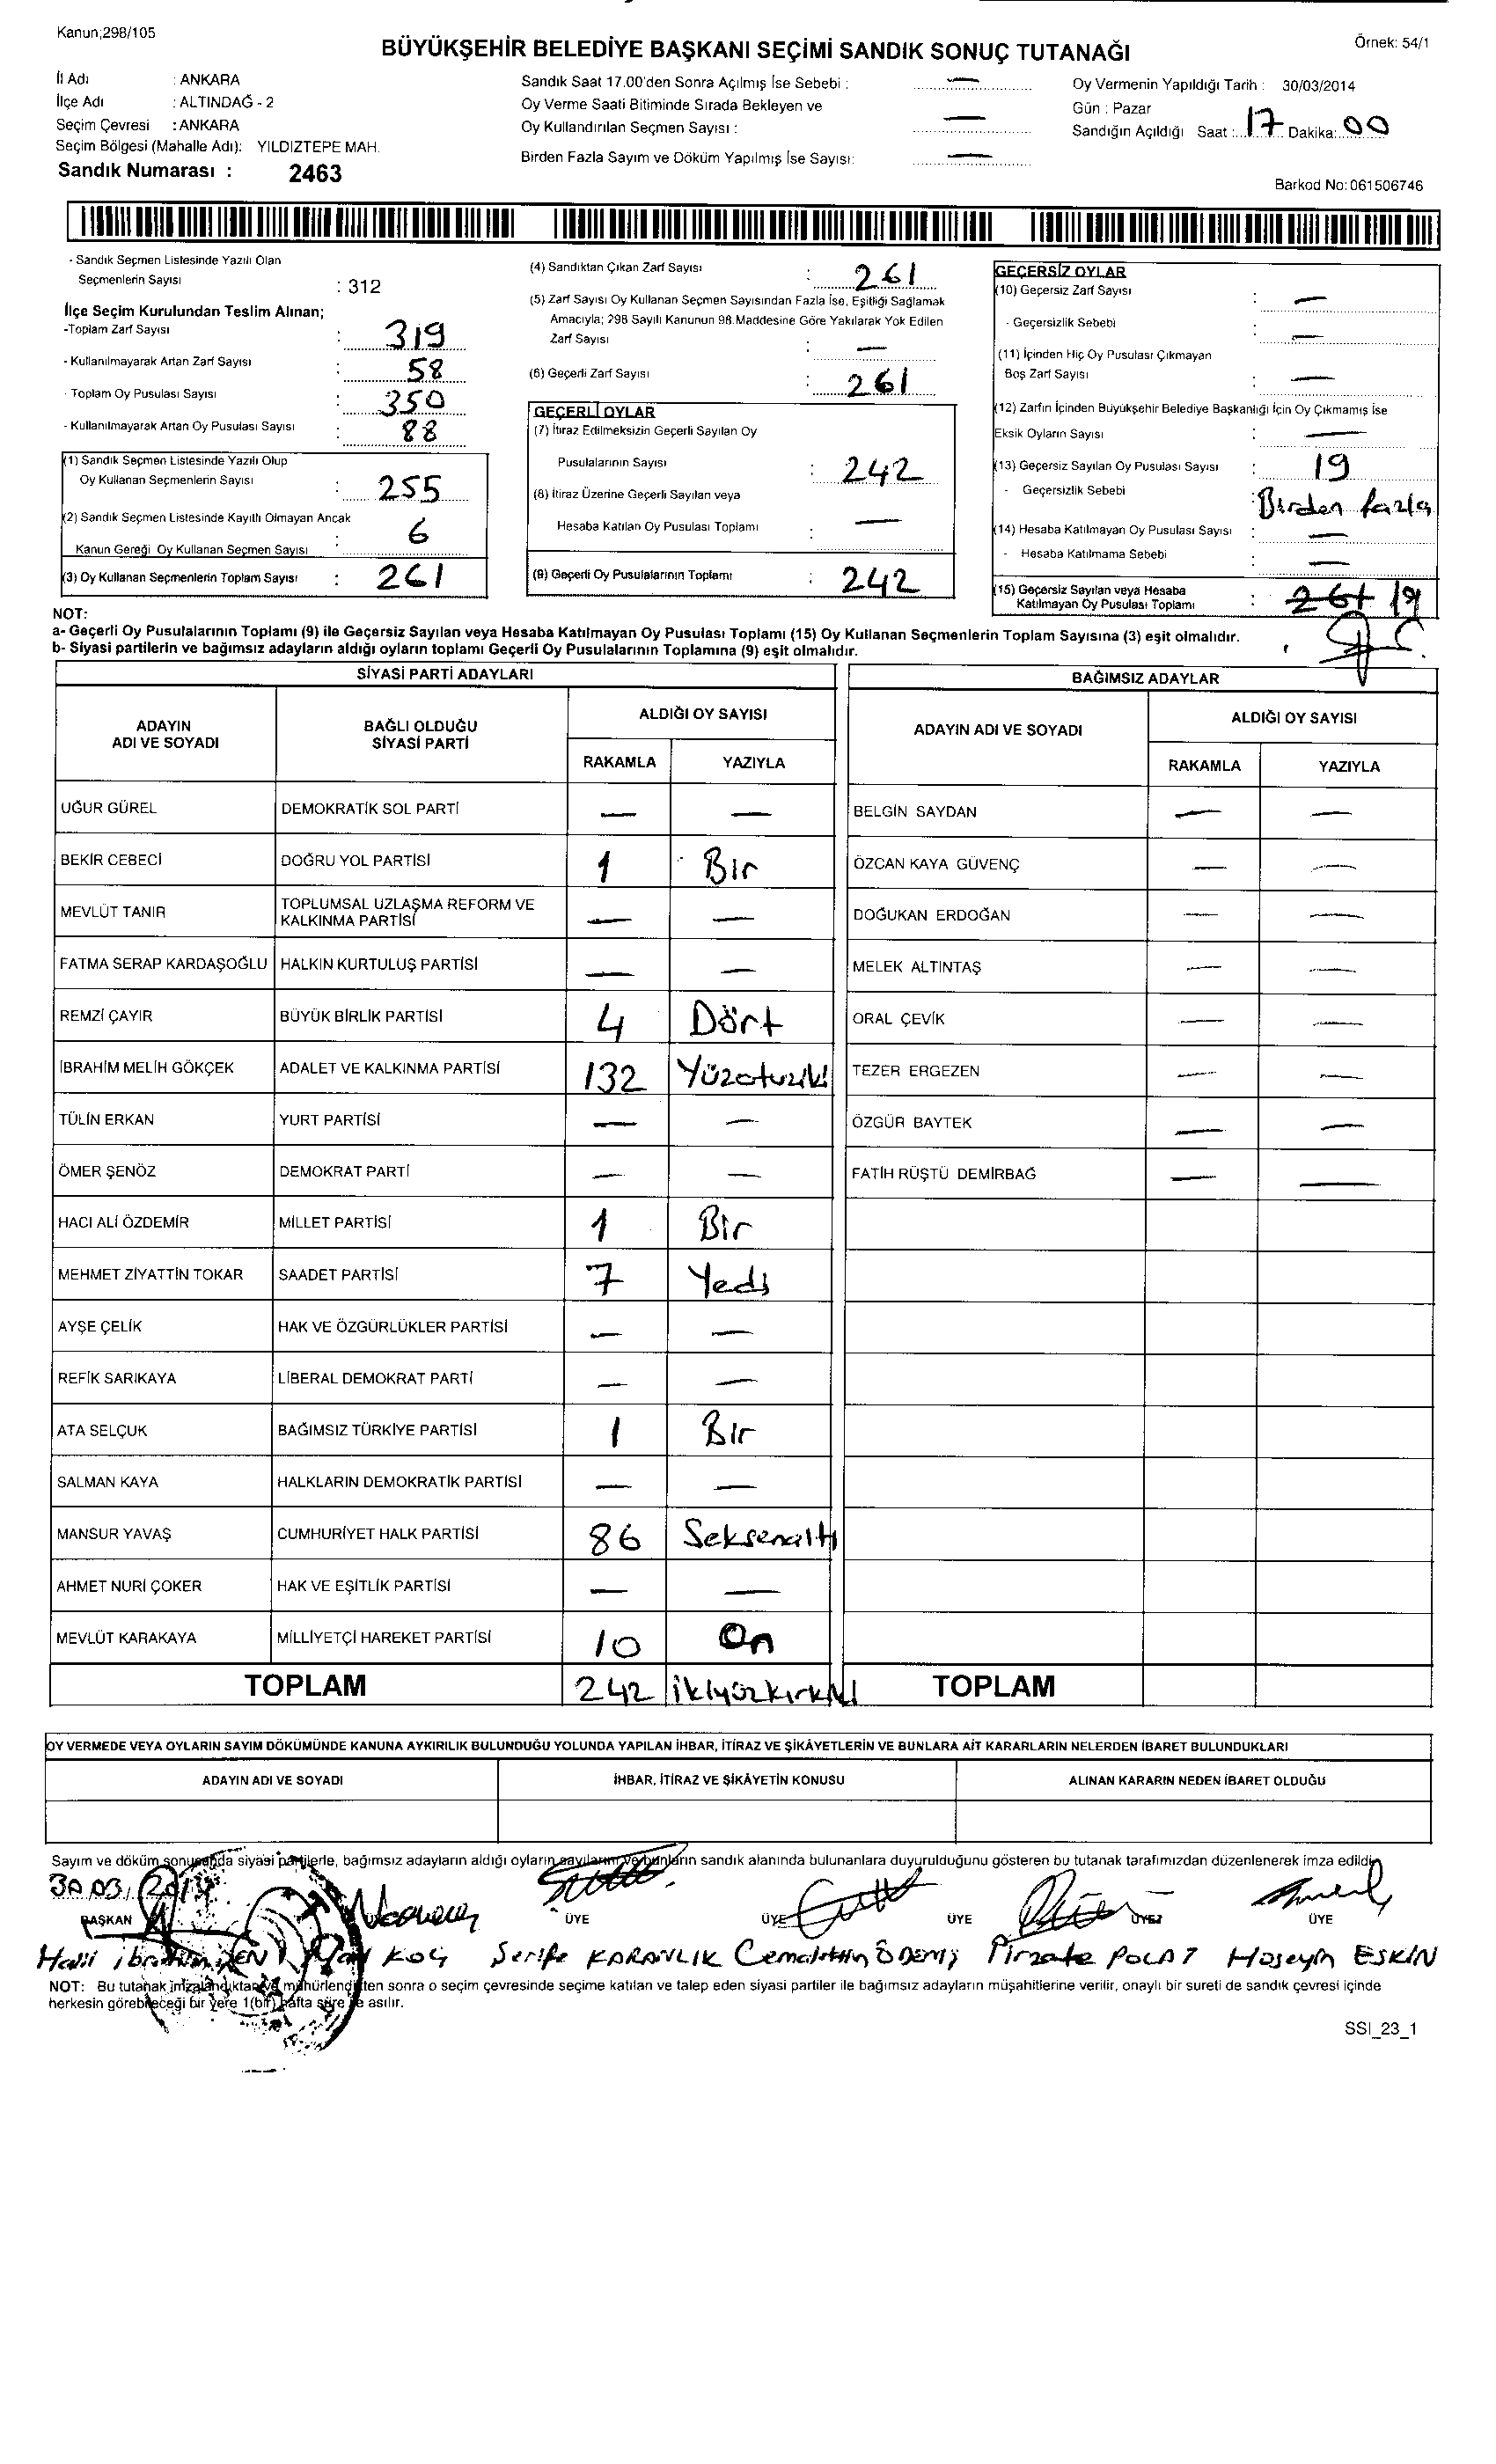 Kanun;298/105
Örnek: 54/1
BÜYÜKŞEHİR BELEDİYE BAŞKANI SEÇİMİ SANDIK SONUÇ TUTANAĞI
İl Adı : ANKARA
İlçe Adı : ALTINDAĞ - 2
Seçim Çevresi : ANKARA
Seçim Bölgesi (Mahalle Adı): YILDIZTEPE MAH.
Sandık Numarası : 2463
Sandık Saat 17.00'den Sonra Açılmış İse Sebebi : —
Oy Verme Saati Bitiminde Sırada Bekleyen ve
Oy Kullandırılan Seçmen Sayısı : —
Birden Fazla Sayım ve Döküm Yapılmış İse Sayısı: —
Oy Vermenin Yapıldığı Tarih : 30/03/2014
Gün : Pazar
Sandığın Açıldığı Saat : 17 Dakika: 00
Barkod No: 061506746
- Sandık Seçmen Listesinde Yazılı Olan
Seçmenlerin Sayısı : 312
İlçe Seçim Kurulundan Teslim Alınan;
-Toplam Zarf Sayısı : 319
- Kullanılmayarak Artan Zarf Sayısı : 58
- Toplam Oy Pusulası Sayısı : 350
- Kullanılmayarak Artan Oy Pusulası Sayısı : 88
(1) Sandık Seçmen Listesinde Yazılı Olup
Oy Kullanan Seçmenlerin Sayısı : 255
(2) Sandık Seçmen Listesinde Kayıtlı Olmayan Ancak
Kanun Gereği Oy Kullanan Seçmen Sayısı : 6
(3) Oy Kullanan Seçmenlerin Toplam Sayısı : 261
(4) Sandıktan Çıkan Zarf Sayısı : 261
(5) Zarf Sayısı Oy Kullanan Seçmen Sayısından Fazla İse, Eşitliği Sağlamak
Amacıyla; 298 Sayılı Kanunun 98.Maddesine Göre Yakılarak Yok Edilen
Zarf Sayısı : —
(6) Geçerli Zarf Sayısı : 261
GEÇERLİ OYLAR
(7) İtiraz Edilmeksizin Geçerli Sayılan Oy
Pusulalarının Sayısı : 242
(8) İtiraz Üzerine Geçerli Sayılan veya
Hesaba Katılan Oy Pusulası Toplamı : —
(9) Geçerli Oy Pusulalarının Toplamı : 242
GEÇERSİZ OYLAR
(10) Geçersiz Zarf Sayısı : —
- Geçersizlik Sebebi : —
(11) İçinden Hiç Oy Pusulası Çıkmayan
Boş Zarf Sayısı : —
(12) Zarfın İçinden Büyükşehir Belediye Başkanlığı İçin Oy Çıkmamış İse
Eksik Oyların Sayısı : —
(13) Geçersiz Sayılan Oy Pusulası Sayısı : 19
- Geçersizlik Sebebi : Birden fazla
(14) Hesaba Katılmayan Oy Pusulası Sayısı : —
- Hesaba Katılmama Sebebi : —
(15) Geçersiz Sayılan veya Hesaba
Katılmayan Oy Pusulası Toplamı : 261 19
NOT:
a- Geçerli Oy Pusulalarının Toplamı (9) ile Geçersiz Sayılan veya Hesaba Katılmayan Oy Pusulası Toplamı (15) Oy Kullanan Seçmenlerin Toplam Sayısına (3) eşit olmalıdır.
b- Siyasi partilerin ve bağımsız adayların aldığı oyların toplamı Geçerli Oy Pusulalarının Toplamına (9) eşit olmalıdır.
SİYASİ PARTİ ADAYLARI
ADAYIN ADI VE SOYADI
BAĞLI OLDUĞU SİYASİ PARTİ
ALDIĞI OY SAYISI
RAKAMLA YAZIYLA
UĞUR GÜREL DEMOKRATİK SOL PARTİ — —
BEKİR CEBECİ DOĞRU YOL PARTİSİ 1 Bir
MEVLÜT TANIR TOPLUMSAL UZLAŞMA REFORM VE KALKINMA PARTİSİ — —
FATMA SERAP KARDAŞOĞLU HALKIN KURTULUŞ PARTİSİ — —
REMZİ ÇAYIR BÜYÜK BİRLİK PARTİSİ 4 Dört
İBRAHİM MELİH GÖKÇEK ADALET VE KALKINMA PARTİSİ 132 Yüzotuziki
TÜLİN ERKAN YURT PARTİSİ — —
ÖMER ŞENÖZ DEMOKRAT PARTİ — —
HACI ALİ ÖZDEMİR MİLLET PARTİSİ 1 Bir
MEHMET ZİYATTİN TOKAR SAADET PARTİSİ 7 Yedi
AYŞE ÇELİK HAK VE ÖZGÜRLÜKLER PARTİSİ — —
REFİK SARIKAYA LİBERAL DEMOKRAT PARTİ — —
ATA SELÇUK BAĞIMSIZ TÜRKİYE PARTİSİ 1 Bir
SALMAN KAYA HALKLARIN DEMOKRATİK PARTİSİ — —
MANSUR YAVAŞ CUMHURİYET HALK PARTİSİ 86 Seksenaltı
AHMET NURİ ÇOKER HAK VE EŞİTLİK PARTİSİ — —
MEVLÜT KARAKAYA MİLLİYETÇİ HAREKET PARTİSİ 10 On
TOPLAM 242 ikiyüzkırkiki
BAĞIMSIZ ADAYLAR
ADAYIN ADI VE SOYADI
ALDIĞI OY SAYISI
RAKAMLA YAZIYLA
BELGİN SAYDAN — —
ÖZCAN KAYA GÜVENÇ — —
DOĞUKAN ERDOĞAN — —
MELEK ALTINTAŞ — —
ORAL ÇEVİK — —
TEZER ERGEZEN — —
ÖZGÜR BAYTEK — —
FATİH RÜŞTÜ DEMİRBAĞ — —
TOPLAM
OY VERMEDE VEYA OYLARIN SAYIM DÖKÜMÜNDE KANUNA AYKIRILIK BULUNDUĞU YOLUNDA YAPILAN İHBAR, İTİRAZ VE ŞİKÂYETLERİN VE BUNLARA AİT KARARLARIN NELERDEN İBARET BULUNDUKLARI
ADAYIN ADI VE SOYADI İHBAR, İTİRAZ VE ŞİKÂYETİN KONUSU ALINAN KARARIN NEDEN İBARET OLDUĞU
Sayım ve döküm sonucunda siyasi partilerle, bağımsız adayların aldığı oyların sayılarını ve bunların sandık alanında bulunanlara duyurulduğunu gösteren bu tutanak tarafımızdan düzenlenerek imza edildi.
30.03/2014
BAŞKAN ÜYE ÜYE ÜYE ÜYE ÜYE
Halil ibrahim KOÇ Serife KARANLIK Cemalettin ÖDEMİŞ Pirzate POLAT Hüseyin ESKİN
NOT: Bu tutanak imzalandıktan ve mühürlendikten sonra o seçim çevresinde seçime katılan ve talep eden siyasi partiler ile bağımsız adayların müşahitlerine verilir, onaylı bir sureti de sandık çevresi içinde
herkesin görebileceği bir yere 1(bir) hafta süre ile asılır.
SSI_23_1